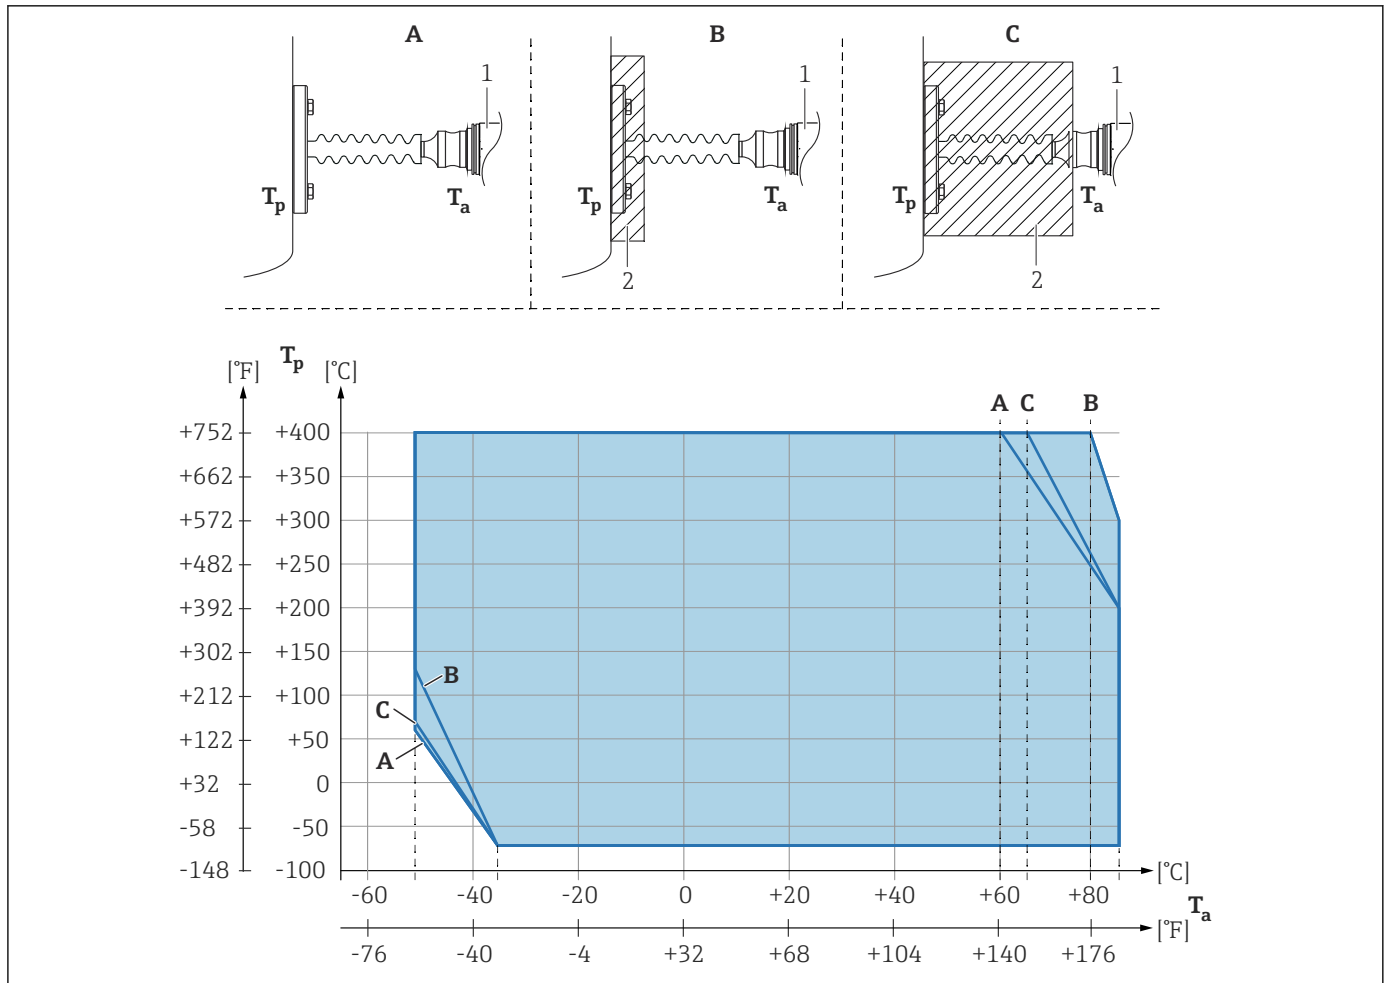 A B C
1 1 1
Tp Ta Tp Ta Tp Ta
2 2
[°F] Tp [°C]
A C B
+752 +400
+662 +350
+572 +300
+482 +250
+392 +200
+302 +150
B
+212 +100
C
+122 +50
A
+32 0
-58 -50
-148 -100
[°C]
-60 -40 -20 0 +20 +40 +60 +80
Ta
[°F]
-76 -40 -4 +32 +68 +104 +140 +176